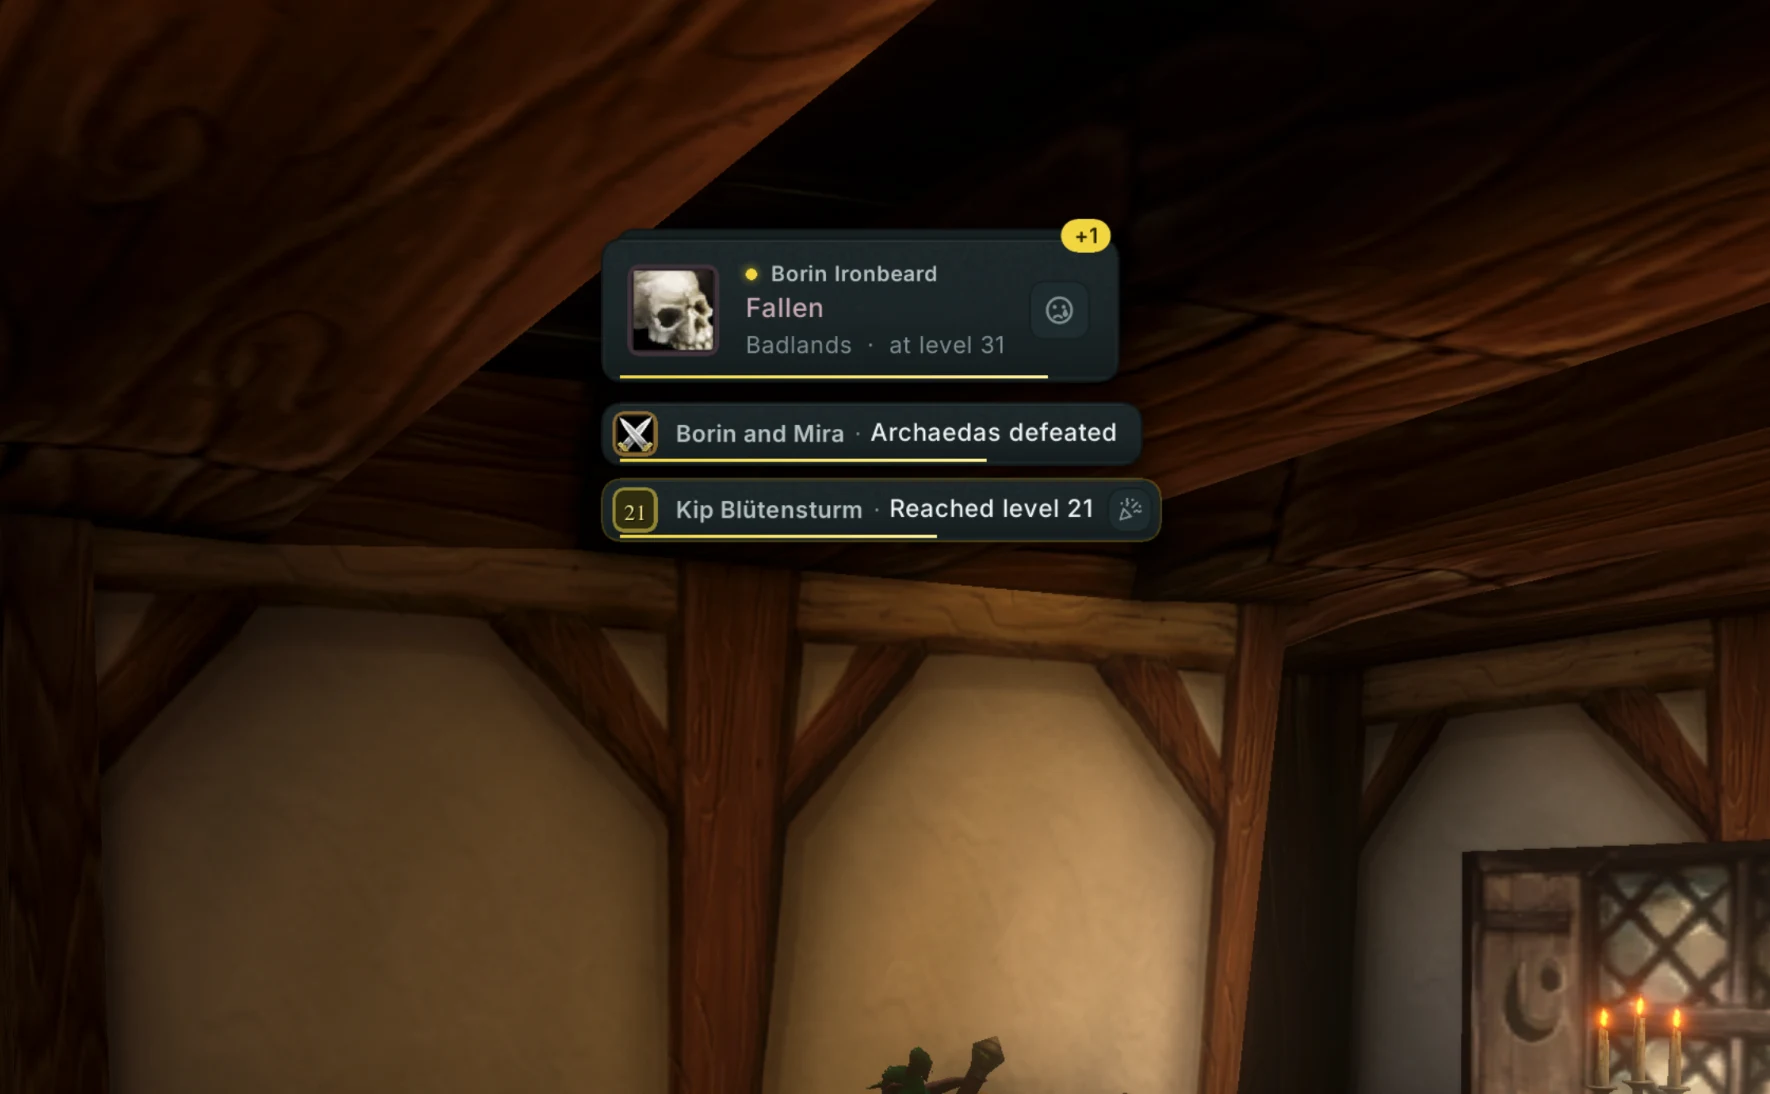 +1
Borin Ironbeard
Fallen
Badlands · at level 31
Borin and Mira · Archaedas defeated
21 Kip Blütensturm · Reached level 21